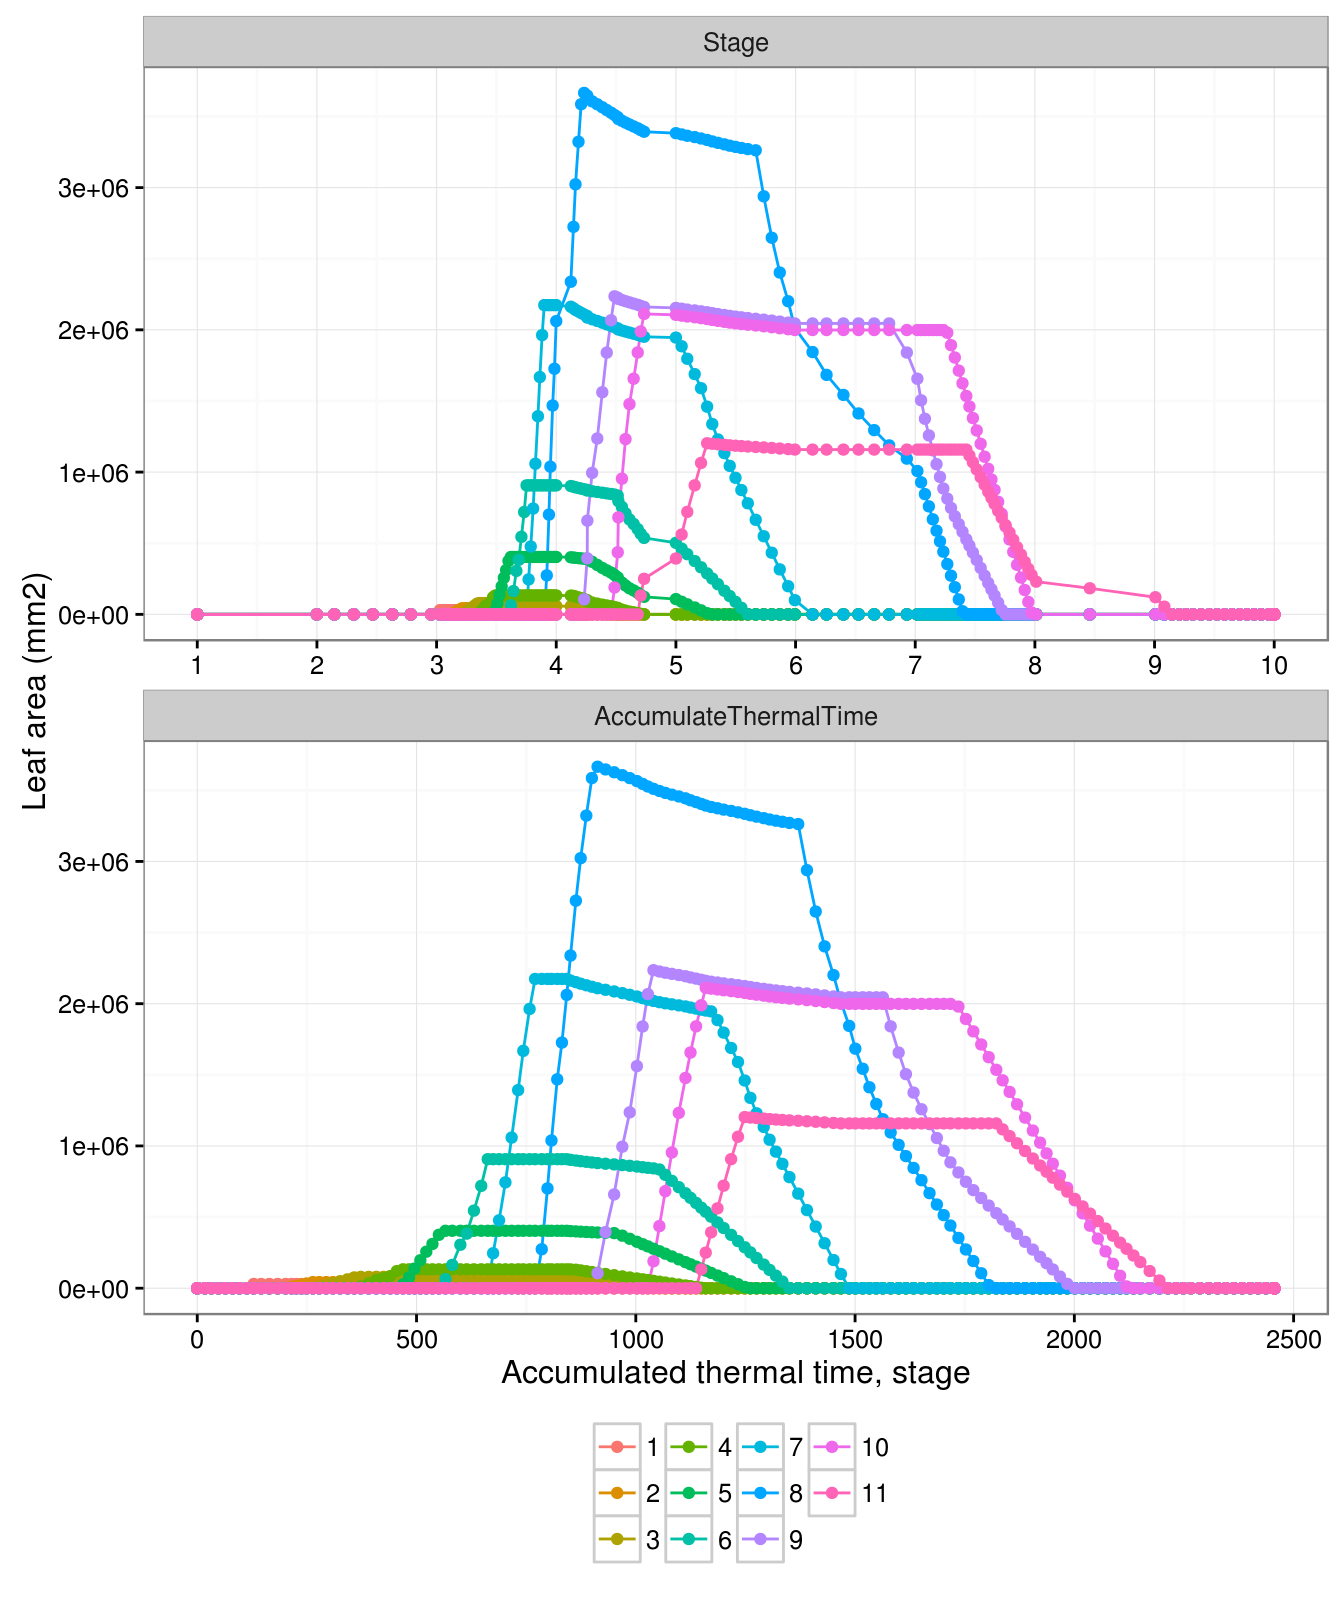 Stage
3e+06
2e+06
1e+06
0e+00
1 2 3 4 5 6 7 8 9 10
Leaf area (mm2)
AccumulateThermalTime
3e+06
2e+06
1e+06
0e+00
0 500 1000 1500 2000 2500
Accumulated thermal time, stage
1 4 7 10
2 5 8 11
3 6 9